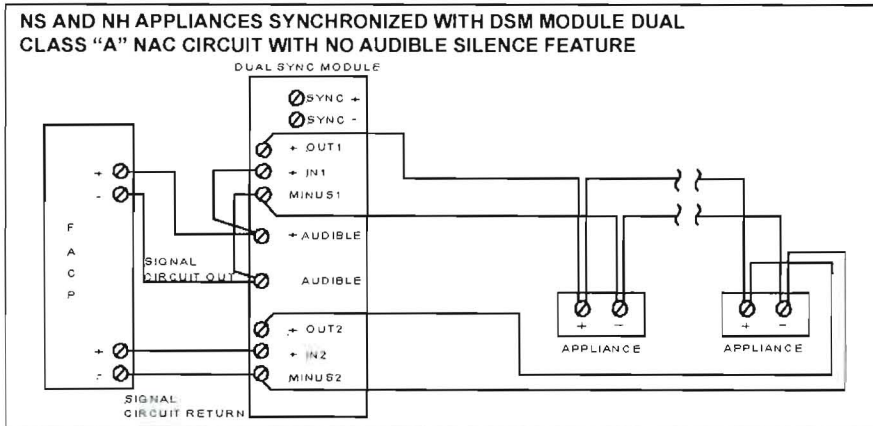 NS AND NH APPLIANCES SYNCHRONIZED WITH DSM MODULE DUAL
CLASS "A" NAC CIRCUIT WITH NO AUDIBLE SILENCE FEATURE
DUAL SYNC MODULE
SYNC +
SYNC -
+ OUT1
+ IN1
MINUS1
+ AUDIBLE
AUDIBLE
+ OUT2
+ IN2
MINUS2
+
-
F
A
C
P
SIGNAL
CIRCUIT OUT
+
-
SIGNAL
CIRCUIT RETURN
+ -
APPLIANCE
+ -
APPLIANCE